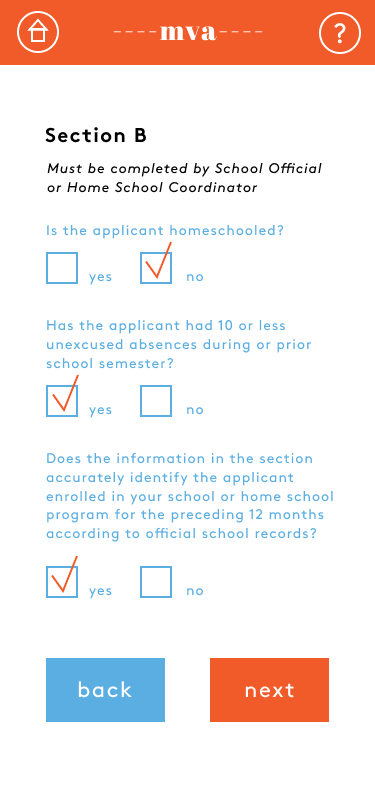 ----mva----
?
Section B
Must be completed by School Official
or Home School Coordinator
Is the applicant homeschooled?
yes no
Has the applicant had 10 or less
unexcused absences during or prior
school semester?
yes no
Does the information in the section
accurately identify the applicant
enrolled in your school or home school
program for the preceding 12 months
according to official school records?
yes no
back next